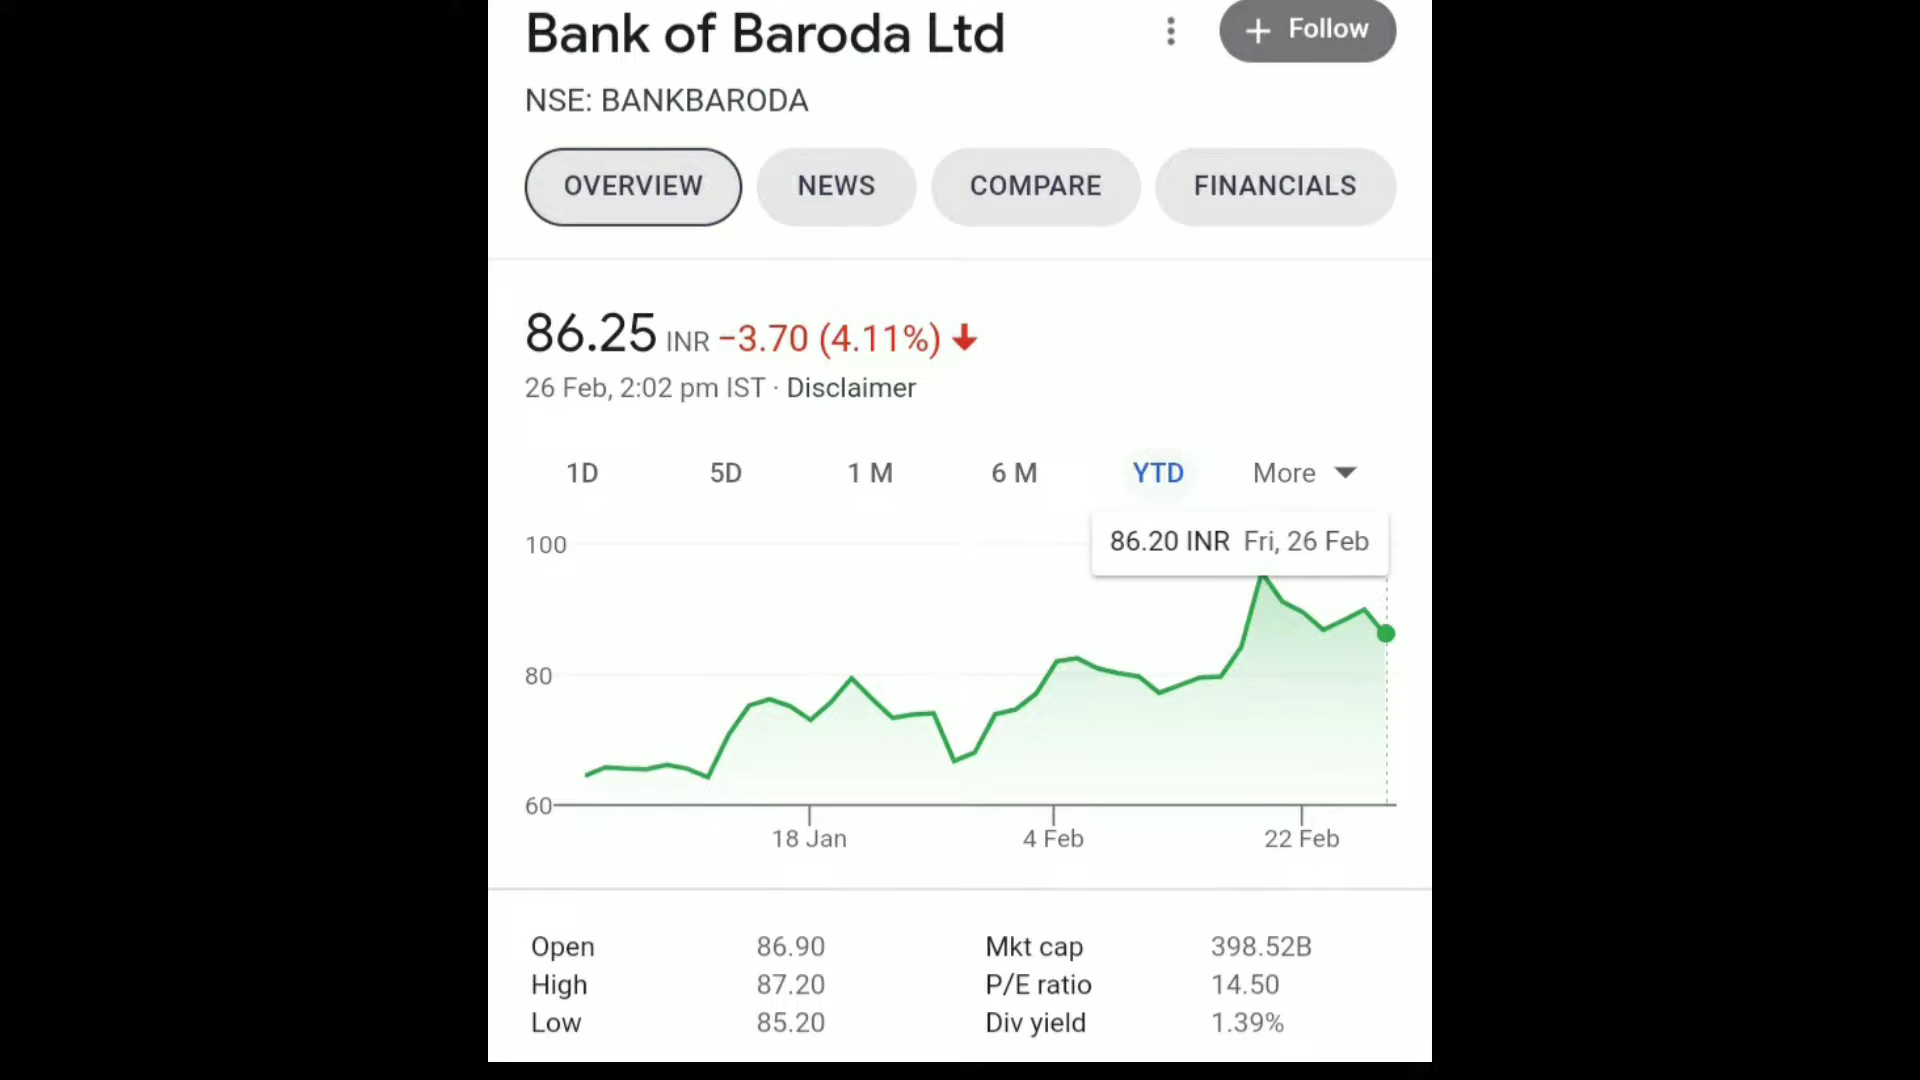 Bank of Baroda Ltd
+ Follow
NSE: BANKBARODA
OVERVIEW NEWS COMPARE FINANCIALS
86.25 INR −3.70 (4.11%) ↓
26 Feb, 2:02 pm IST · Disclaimer
1D 5D 1 M 6 M YTD More
86.20 INR Fri, 26 Feb
100
80
60
18 Jan 4 Feb 22 Feb
Open 86.90 Mkt cap 398.52B
High 87.20 P/E ratio 14.50
Low 85.20 Div yield 1.39%